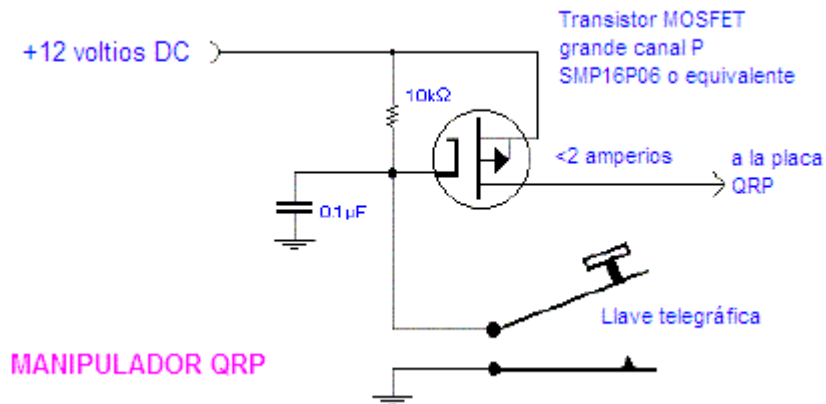 Transistor MOSFET
grande canal P
SMP16P06 o equivalente
+12 voltios DC
10kΩ
<2 amperios
a la placa
QRP
0.1µF
Llave telegráfica
MANIPULADOR QRP